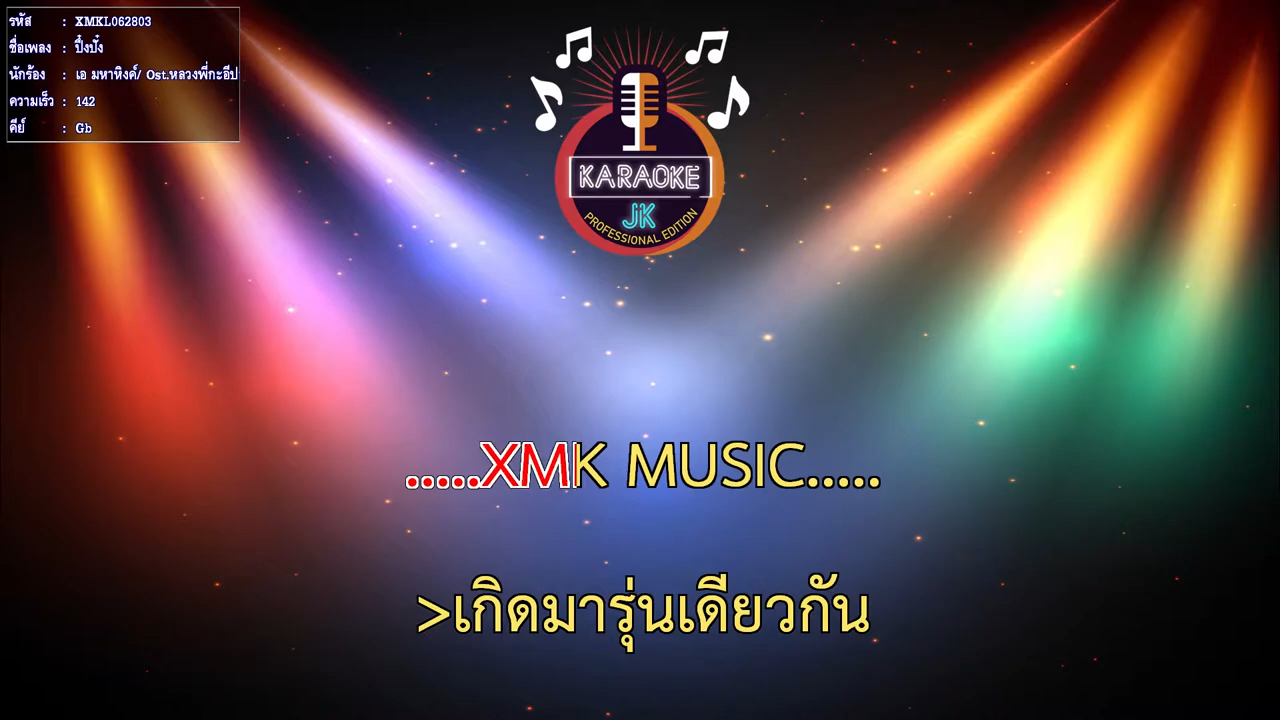 รหัส : XMKL062803
ชื่อเพลง : ปึ๋งปั๋ง
นักร้อง : เอ มหาหิงค์/ Ost.หลวงพี่กะอีป
ความเร็ว : 142
คีย์ : Gb
KARAOKE
JK
PROFESSIONAL EDITION
.....XMK MUSIC.....
>เกิดมารุ่นเดียวกัน